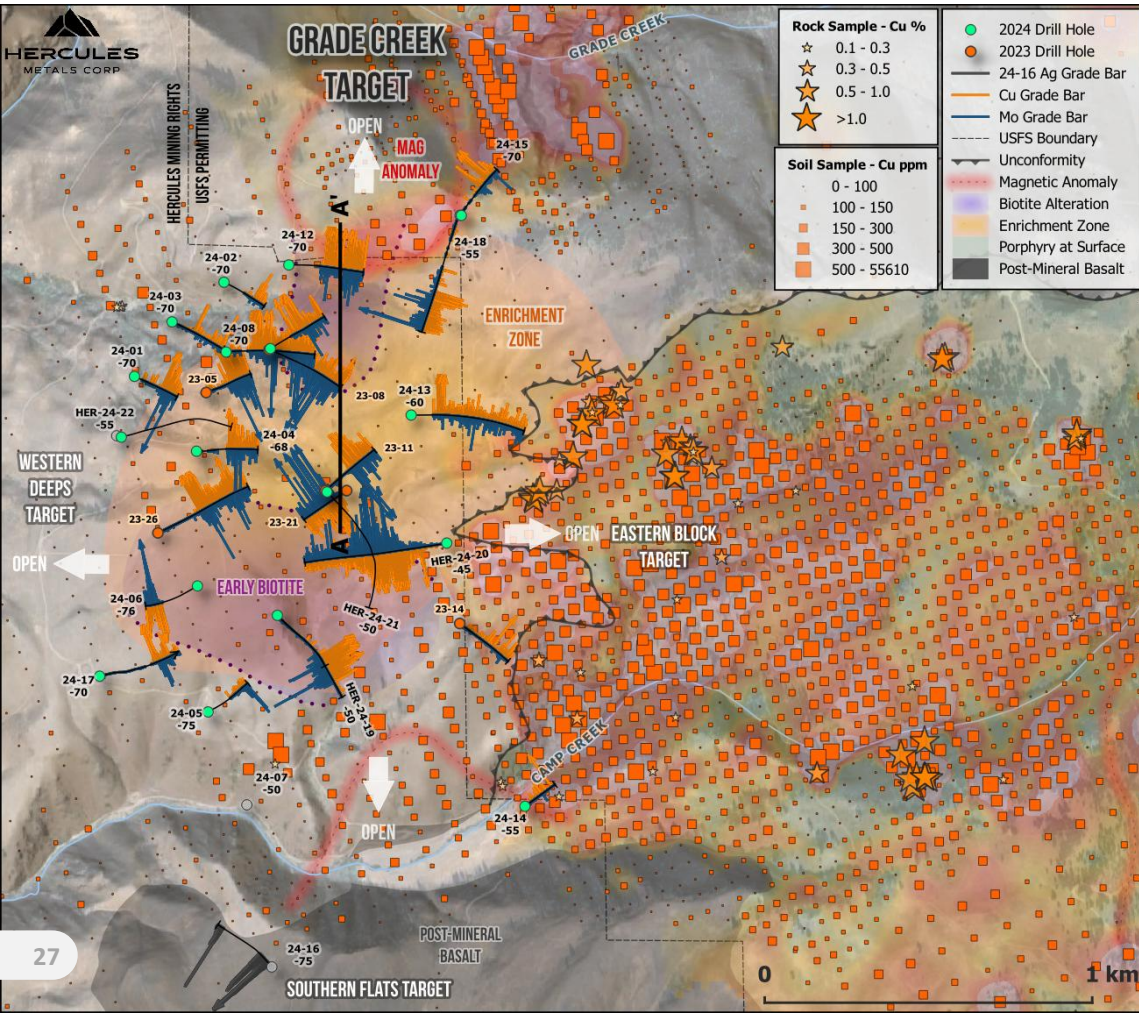 HERCULES
METALS CORP
GRADE CREEK
TARGET
GRADE CREEK
OPEN
MAG
ANOMALY
HERCULES MINING RIGHTS
USFS PERMITTING
Rock Sample - Cu %
0.1 - 0.3
0.3 - 0.5
0.5 - 1.0
>1.0
Soil Sample - Cu ppm
0 - 100
100 - 150
150 - 300
300 - 500
500 - 55610
2024 Drill Hole
2023 Drill Hole
24-16 Ag Grade Bar
Cu Grade Bar
Mo Grade Bar
USFS Boundary
Unconformity
Magnetic Anomaly
Biotite Alteration
Enrichment Zone
Porphyry at Surface
Post-Mineral Basalt
24-15
-70
A'
24-12
-70
24-18
-55
24-02
-70
24-03
-70
24-08
-70
ENRICHMENT
ZONE
24-01
-70
23-05
23-08
24-13
-60
HER-24-22
-55
24-04
-68
23-11
WESTERN
DEEPS
TARGET
23-26
23-21
A
OPEN
OPEN
EASTERN BLOCK
TARGET
HER-24-20
-45
EARLY BIOTITE
24-06
-76
HER-24-21
-50
23-14
24-17
-70
24-05
-75
HER-24-19
-50
24-07
-50
CAMP CREEK
OPEN
24-14
-55
POST-MINERAL
BASALT
24-16
-75
27
SOUTHERN FLATS TARGET
0
1 km